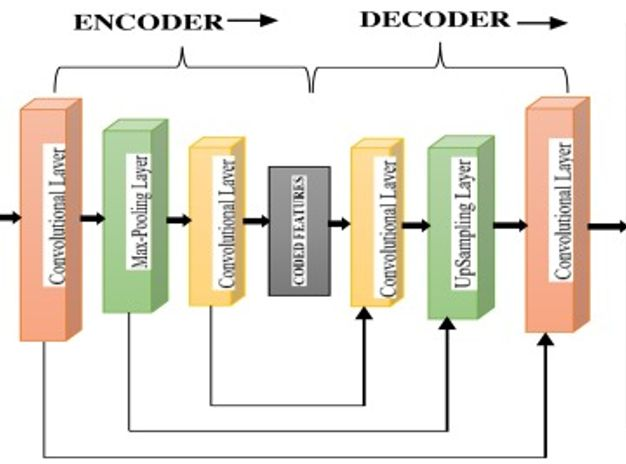 ENCODER
DECODER
Convolutional Layer
Max-Pooling Layer
Convolutional Layer
CODED FEATURES
Convolutional Layer
UpSampling Layer
Convolutional Layer